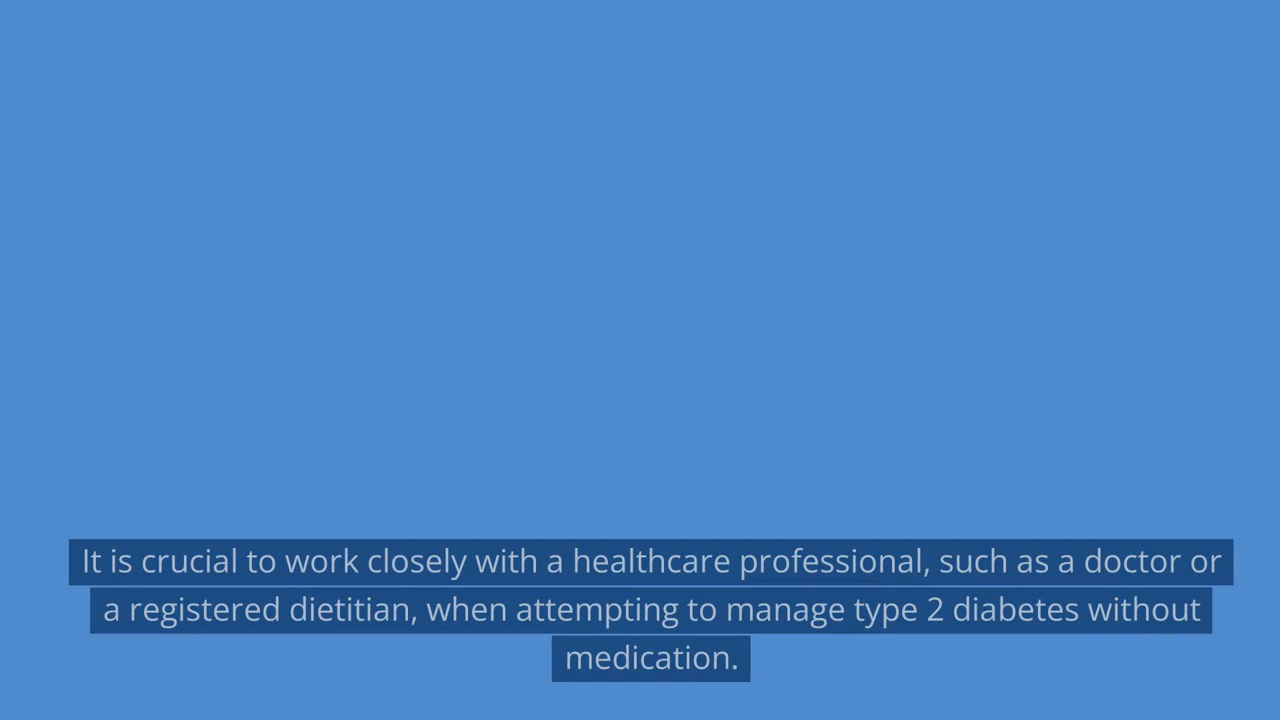 It is crucial to work closely with a healthcare professional, such as a doctor or
a registered dietitian, when attempting to manage type 2 diabetes without
medication.